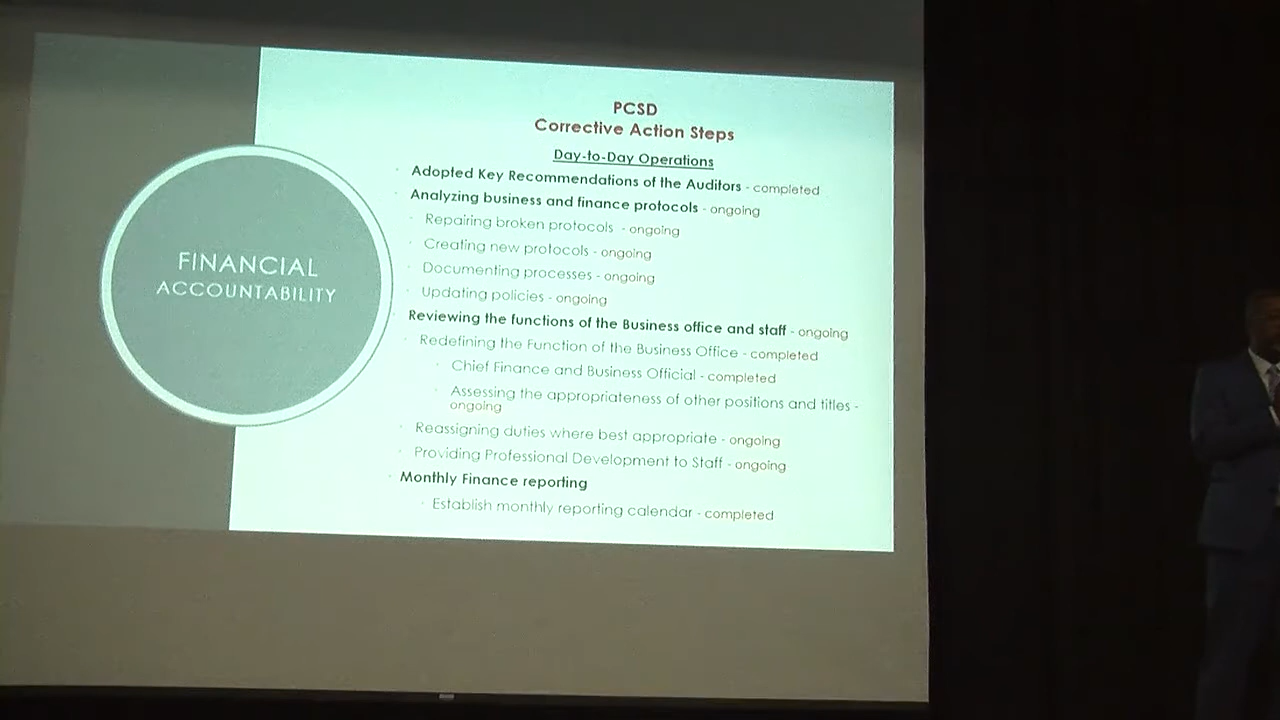 FINANCIAL
ACCOUNTABILITY
PCSD
Corrective Action Steps
Day-to-Day Operations
Adopted Key Recommendations of the Auditors - completed
Analyzing business and finance protocols - ongoing
Repairing broken protocols - ongoing
Creating new protocols - ongoing
Documenting processes - ongoing
Updating policies - ongoing
Reviewing the functions of the Business office and staff - ongoing
Redefining the Function of the Business Office - completed
Chief Finance and Business Official - completed
Assessing the appropriateness of other positions and titles -
ongoing
Reassigning duties where best appropriate - ongoing
Providing Professional Development to Staff - ongoing
Monthly Finance reporting
Establish monthly reporting calendar - completed